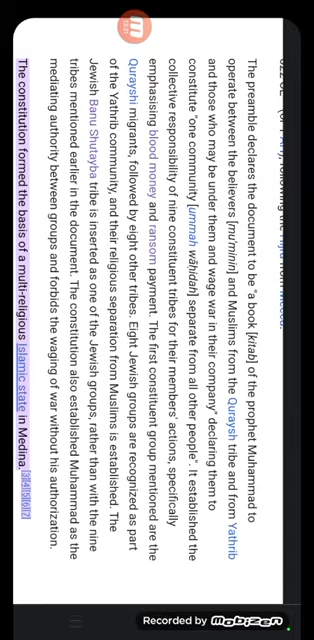 The preamble declares the document to be "a book [kitab] of the prophet Muhammad to
operate between the believers [mu'minin] and Muslims from the Quraysh tribe and from Yathrib
and those who may be under them and wage war in their company" declaring them to
constitute "one community [ummah wāhidah] separate from all other people". It established the
collective responsibility of nine constituent tribes for their members' actions, specifically
emphasising blood money and ransom payment. The first constituent group mentioned are the
Qurayshi migrants, followed by eight other tribes. Eight Jewish groups are recognized as part
of the Yathrib community, and their religious separation from Muslims is established. The
Jewish Banu Shutayba tribe is inserted as one of the Jewish groups, rather than with the nine
tribes mentioned earlier in the document. The constitution also established Muhammad as the
mediating authority between groups and forbids the waging of war without his authorization.
The constitution formed the basis of a multi-religious Islamic state in Medina.[3][4][5][6][7]
Recorded by Mobizen